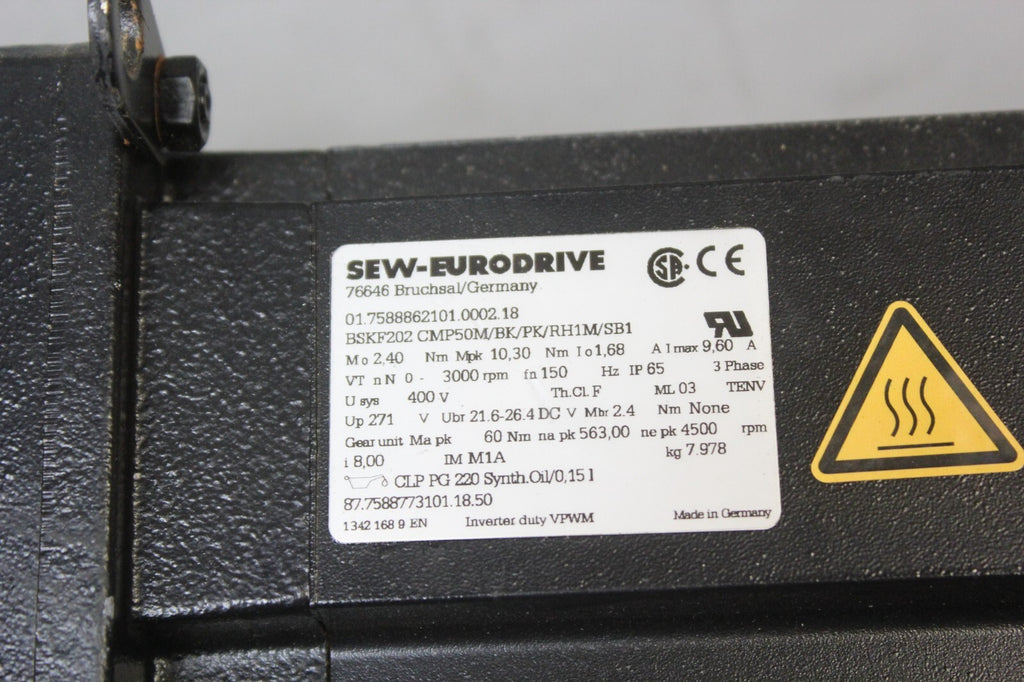 SEW-EURODRIVE
76646 Bruchsal/Germany
SA CE
01.7588862101.0002.18
BSKF202 CMP50M/BK/PK/RH1M/SB1
RU
Mo 2,40 Nm Mpk 10,30 Nm Io 1,68 A Imax 9,60 A
VT nN 0 - 3000 rpm fn 150 Hz IP 65 3 Phase
U sys 400 V Th.Cl. F ML 03 TENV
Up 271 V Ubr 21.6-26.4 DC V Mbr 2.4 Nm None
Gear unit Ma pk 60 Nm na pk 563,00 ne pk 4500 rpm
i 8,00 IM M1A kg 7.978
CLP PG 220 Synth.Oil/0,15 l
87.7588773101.18.50
1342 168 9 EN Inverter duty VPWM Made in Germany